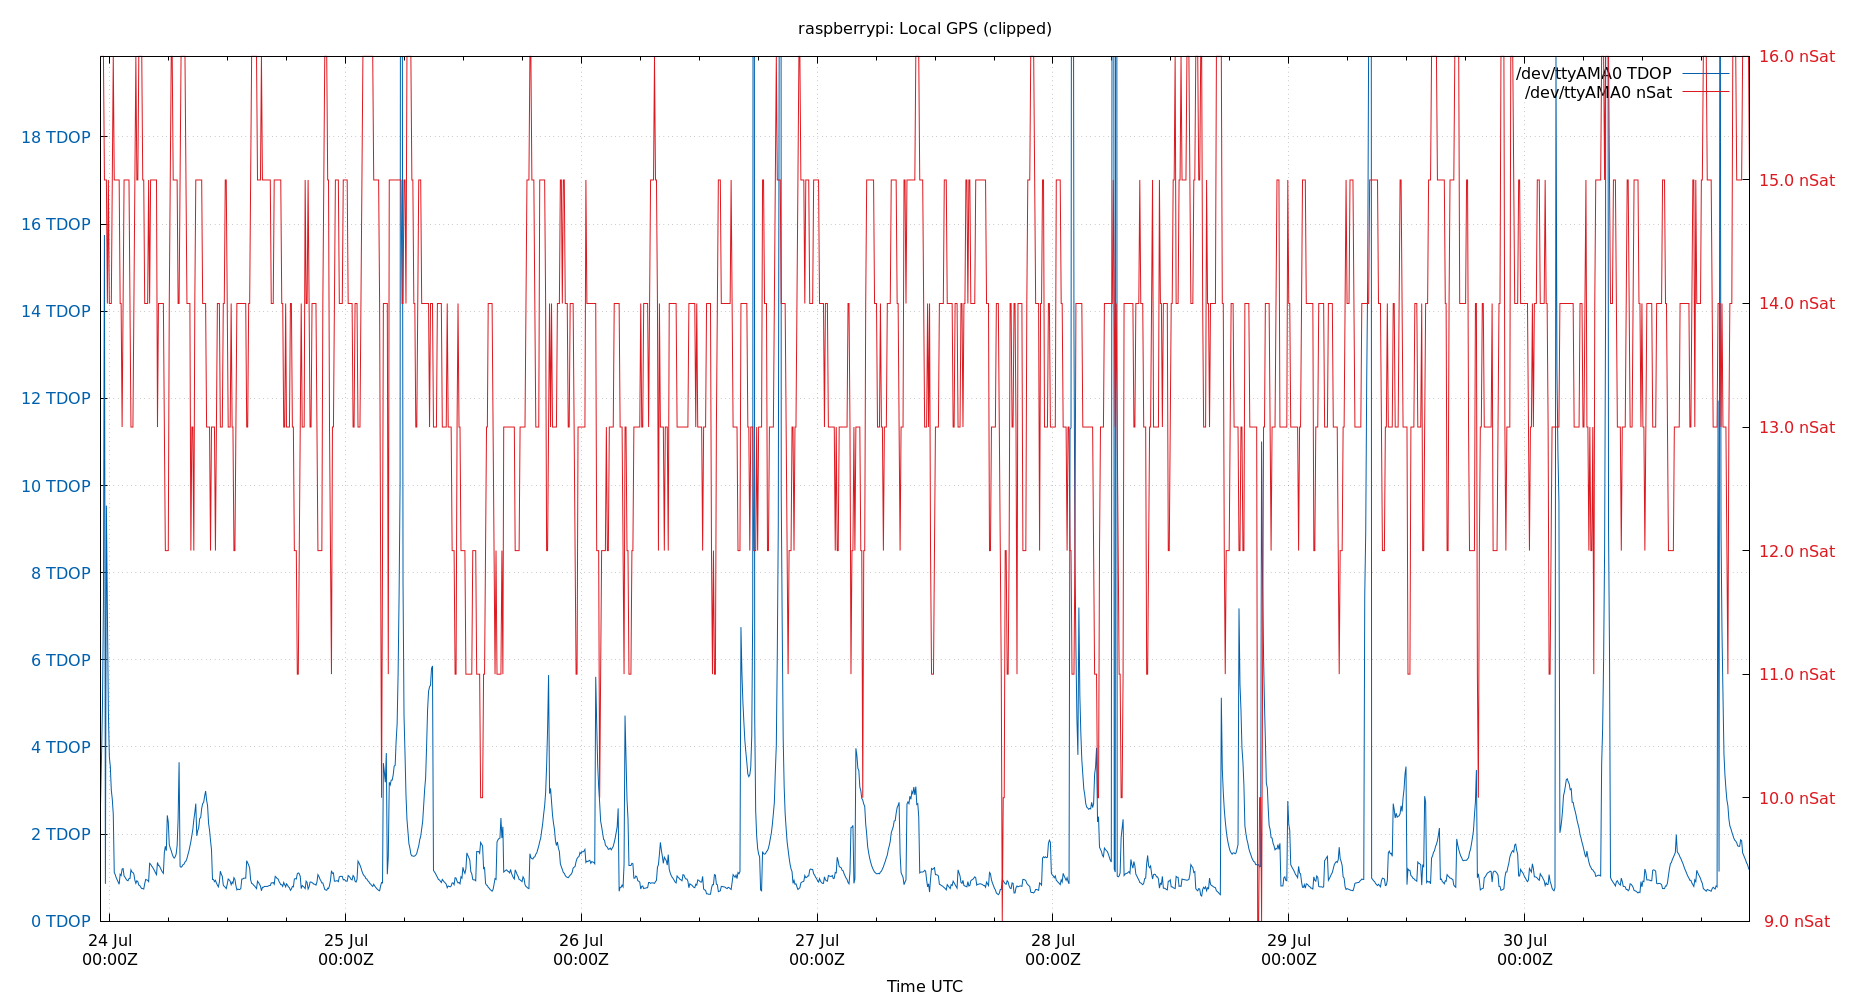 raspberrypi: Local GPS (clipped)
/dev/ttyAMA0 TDOP
/dev/ttyAMA0 nSat
18 TDOP
16 TDOP
14 TDOP
12 TDOP
10 TDOP
8 TDOP
6 TDOP
4 TDOP
2 TDOP
0 TDOP
16.0 nSat
15.0 nSat
14.0 nSat
13.0 nSat
12.0 nSat
11.0 nSat
10.0 nSat
9.0 nSat
24 Jul
00:00Z
25 Jul
00:00Z
26 Jul
00:00Z
27 Jul
00:00Z
28 Jul
00:00Z
29 Jul
00:00Z
30 Jul
00:00Z
Time UTC